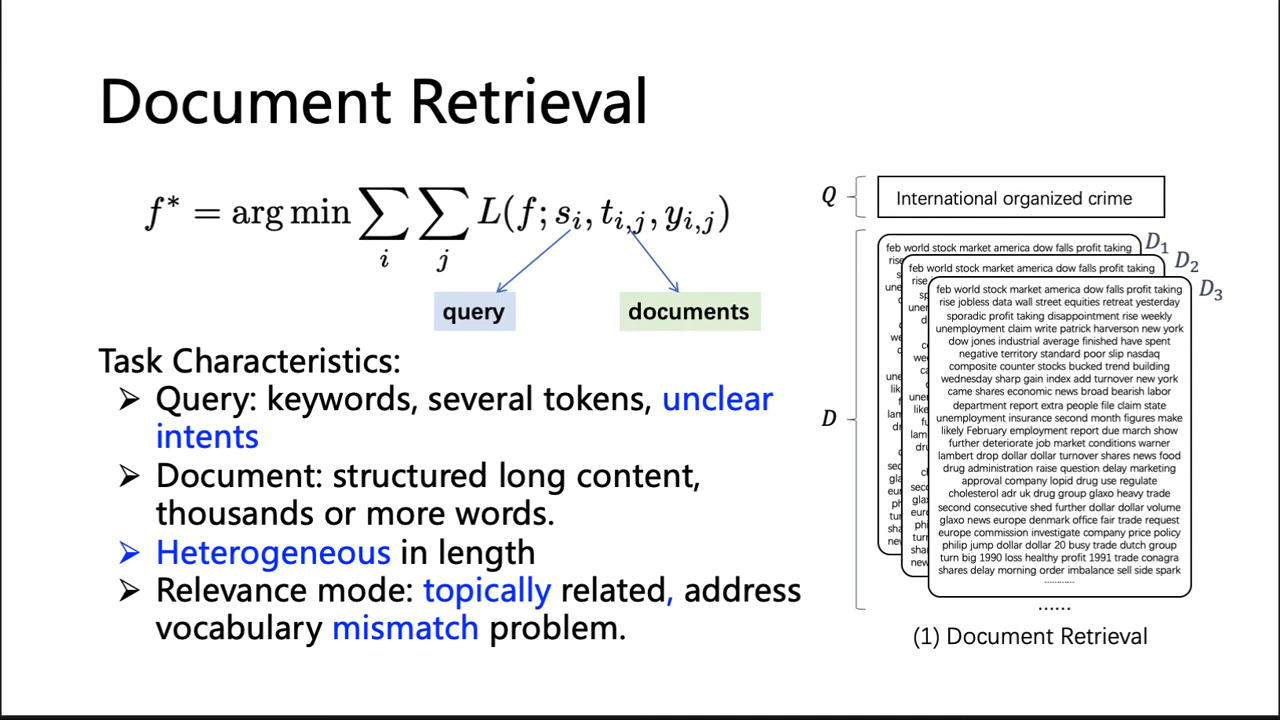 Document Retrieval
f* = arg min ∑_i ∑_j L(f; s_i, t_{i,j}, y_{i,j})
query
documents
Task Characteristics:
➢ Query: keywords, several tokens, unclear
intents
➢ Document: structured long content,
thousands or more words.
➢ Heterogeneous in length
➢ Relevance mode: topically related, address
vocabulary mismatch problem.
Q
International organized crime
D
D1
feb world stock market america dow falls profit taking
D2
feb world stock market america dow falls profit taking
D3
feb world stock market america dow falls profit taking
rise jobless data wall street equities retreat yesterday
sporadic profit taking disappointment rise weekly
unemployment claim write patrick harverson new york
dow jones industrial average finished have spent
negative territory standard poor slip nasdaq
composite counter stocks bucked trend building
wednesday sharp gain index add turnover new york
came shares economic news broad bearish labor
department report extra people file claim state
unemployment insurance second month figures make
likely February employment report due march show
further deteriorate job market conditions warner
lambert drop dollar dollar turnover shares news food
drug administration raise question delay marketing
approval company lopid drug use regulate
cholesterol adr uk drug group glaxo heavy trade
second consecutive shed further dollar dollar volume
glaxo news europe denmark office fair trade request
europe commission investigate company price policy
philip jump dollar dollar 20 busy trade dutch group
turn big 1990 loss healthy profit 1991 trade conagra
shares delay morning order imbalance sell side spark
............
......
(1) Document Retrieval